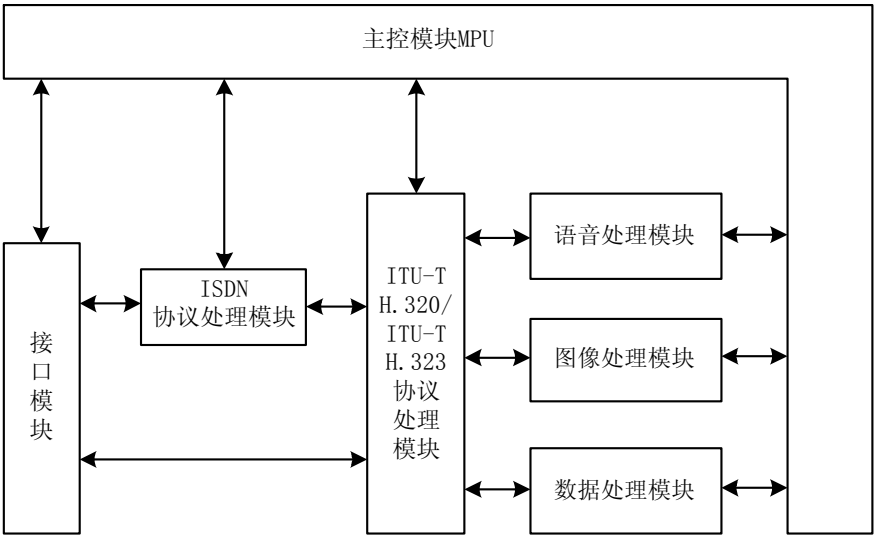 主控模块MPU
接口模块
ISDN
协议处理模块
ITU-T
H.320/
ITU-T
H.323
协议
处理
模块
语音处理模块
图像处理模块
数据处理模块